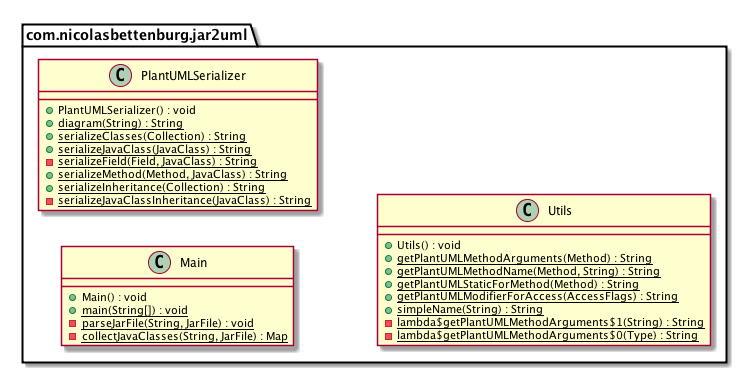 com.nicolasbettenburg.jar2uml
C PlantUMLSerializer
PlantUMLSerializer() : void
diagram(String) : String
serializeClasses(Collection) : String
serializeJavaClass(JavaClass) : String
serializeField(Field, JavaClass) : String
serializeMethod(Method, JavaClass) : String
serializeInheritance(Collection) : String
serializeJavaClassInheritance(JavaClass) : String
C Main
Main() : void
main(String[]) : void
parseJarFile(String, JarFile) : void
collectJavaClasses(String, JarFile) : Map
C Utils
Utils() : void
getPlantUMLMethodArguments(Method) : String
getPlantUMLMethodName(Method, String) : String
getPlantUMLStaticForMethod(Method) : String
getPlantUMLModifierForAccess(AccessFlags) : String
simpleName(String) : String
lambda$getPlantUMLMethodArguments$1(String) : String
lambda$getPlantUMLMethodArguments$0(Type) : String